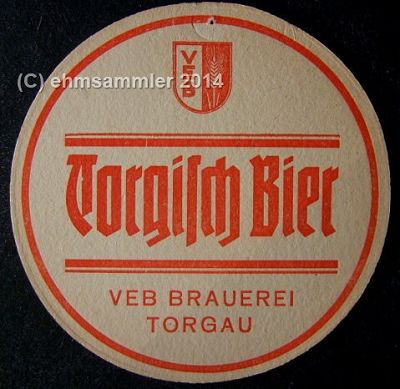 VEB
(C) ehmsammler 2014
Torgisch Bier
VEB BRAUEREI
TORGAU